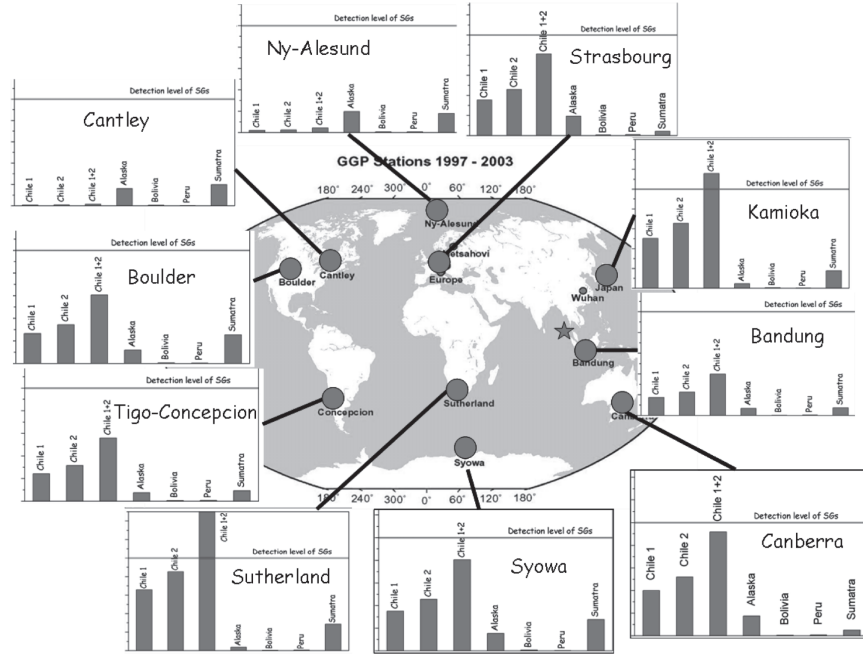 Detection level of SGs
Ny-Alesund
Chile 1
Chile 2
Chile 1+2
Alaska
Bolivia
Peru
Sumatra
Detection level of SGs
Strasbourg
Chile 1
Chile 2
Chile 1+2
Alaska
Bolivia
Peru
Sumatra
Detection level of SGs
Cantley
Chile 1
Chile 2
Chile 1+2
Alaska
Bolivia
Peru
Sumatra
GGP Stations 1997 - 2003
180° 240° 300° 0° 60° 120° 180°
Detection level of SGs
Kamioka
Chile 1
Chile 2
Chile 1+2
Alaska
Bolivia
Peru
Sumatra
Detection level of SGs
Boulder
Chile 1
Chile 2
Chile 1+2
Alaska
Bolivia
Peru
Sumatra
Ny-Alesund
Metsahovi
Cantley
Boulder
Europe
Japan
Wuhan
Bandung
Concepcion
Sutherland
Syowa
Detection level of SGs
Bandung
Chile 1
Chile 2
Chile 1+2
Alaska
Bolivia
Peru
Sumatra
Detection level of SGs
Tigo-Concepcion
Chile 1
Chile 2
Chile 1+2
Alaska
Bolivia
Peru
Sumatra
180° 240° 300° 0° 60° 120° 180°
Detection level of SGs
Sutherland
Chile 1
Chile 2
Chile 1+2
Alaska
Bolivia
Peru
Sumatra
Detection level of SGs
Syowa
Chile 1
Chile 2
Chile 1+2
Alaska
Bolivia
Peru
Sumatra
Detection level of SGs
Canberra
Chile 1
Chile 2
Chile 1+2
Alaska
Bolivia
Peru
Sumatra